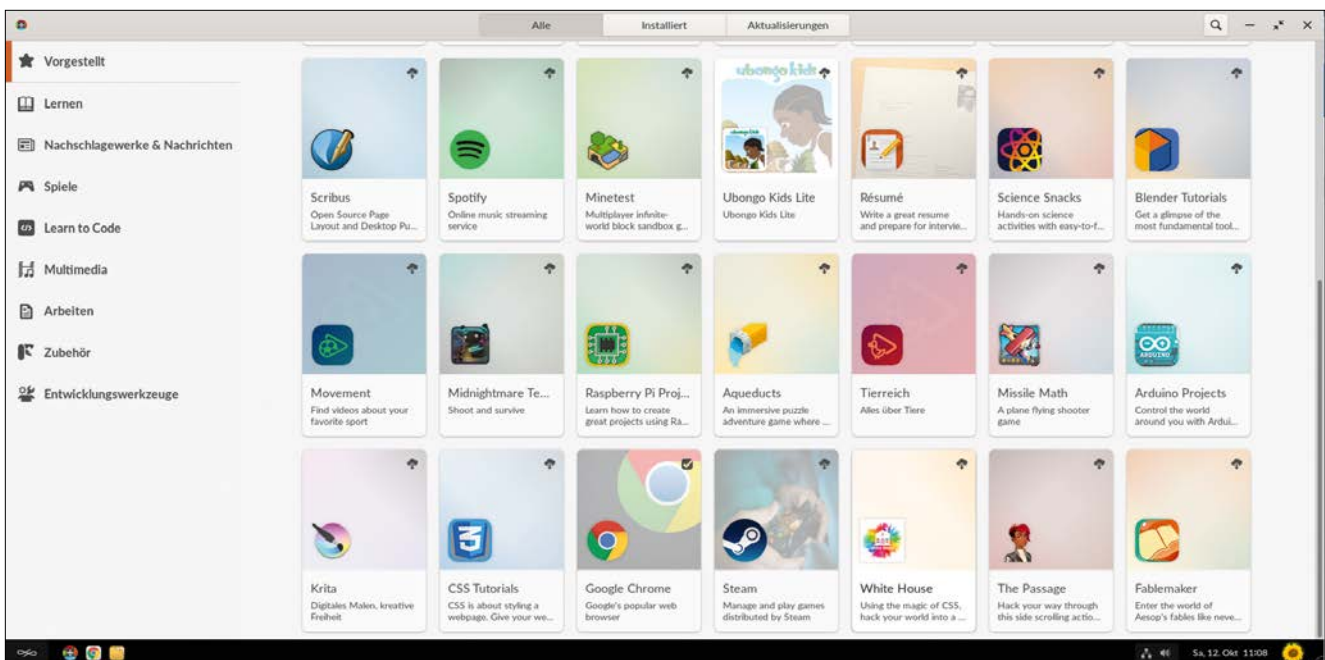 Alle Installiert Aktualisierungen
Vorgestellt
Lernen
Nachschlagewerke & Nachrichten
Spiele
Learn to Code
Multimedia
Arbeiten
Zubehör
Entwicklungswerkzeuge
ubongo kids
Scribus
Open Source Page
Layout and Desktop Pu...
Spotify
Online music streaming
service
Minetest
Multiplayer infinite-
world block sandbox g...
Ubongo Kids Lite
Ubongo Kids Lite
Résumé
Write a great resume
and prepare for intervie...
Science Snacks
Hands-on science
activities with easy-to-f...
Blender Tutorials
Get a glimpse of the
most fundamental tool...
Movement
Find videos about your
favorite sport
Midnightmare Te...
Shoot and survive
Raspberry Pi Proj...
Learn how to create
great projects using Ra...
Aqueducts
An immersive puzzle
adventure game where ...
Tierreich
Alles über Tiere
Missile Math
A plane flying shooter
game
ARDUINO
Arduino Projects
Control the world
around you with Ardui...
Krita
Digitales Malen, kreative
Freiheit
3
CSS Tutorials
CSS is about styling a
webpage. Give your we...
Google Chrome
Google's popular web
browser
Steam
Manage and play games
distributed by Steam
White House
Using the magic of CSS,
hack your world into a ...
The Passage
Hack your way through
this side scrolling actio...
Fablemaker
Enter the world of
Aesop's fables like neve...
Sa, 12. Okt 11:08